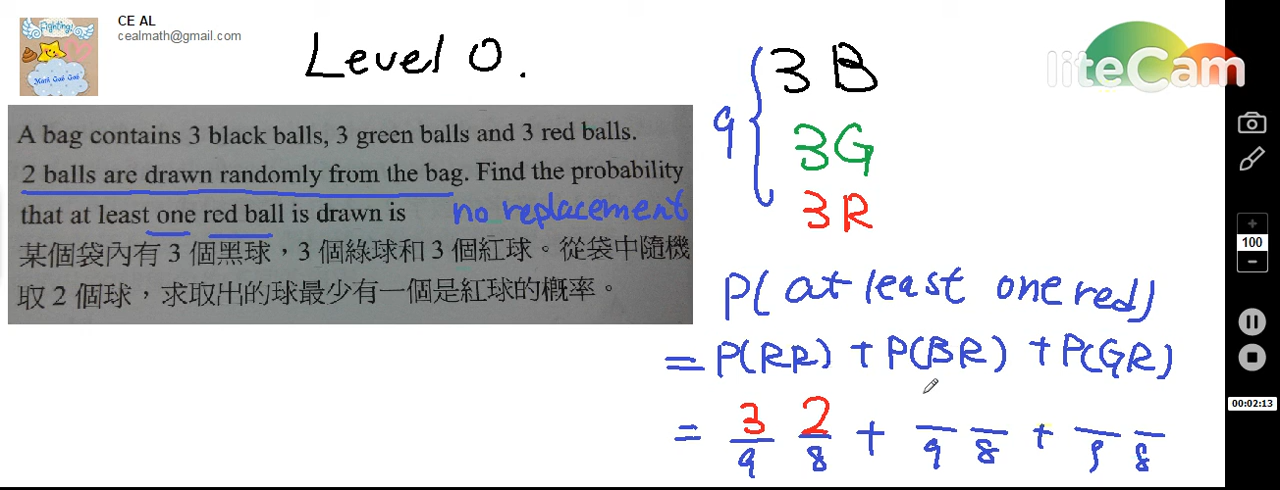 CE AL
cealmath@gmail.com
Fighting!
Math Gub Gub
Level 0.
A bag contains 3 black balls, 3 green balls and 3 red balls.
2 balls are drawn randomly from the bag. Find the probability
that at least one red ball is drawn is
no replacement
某個袋內有 3 個黑球，3 個綠球和 3 個紅球。從袋中隨機
取 2 個球，求取出的球最少有一個是紅球的概率。
9 { 3B
3G
3R
P( at least one red)
= P(RR) + P(BR) + P(GR)
= 3/9 2/8 + /9 /8 + /9 /8
liteCam
100
00:02:13